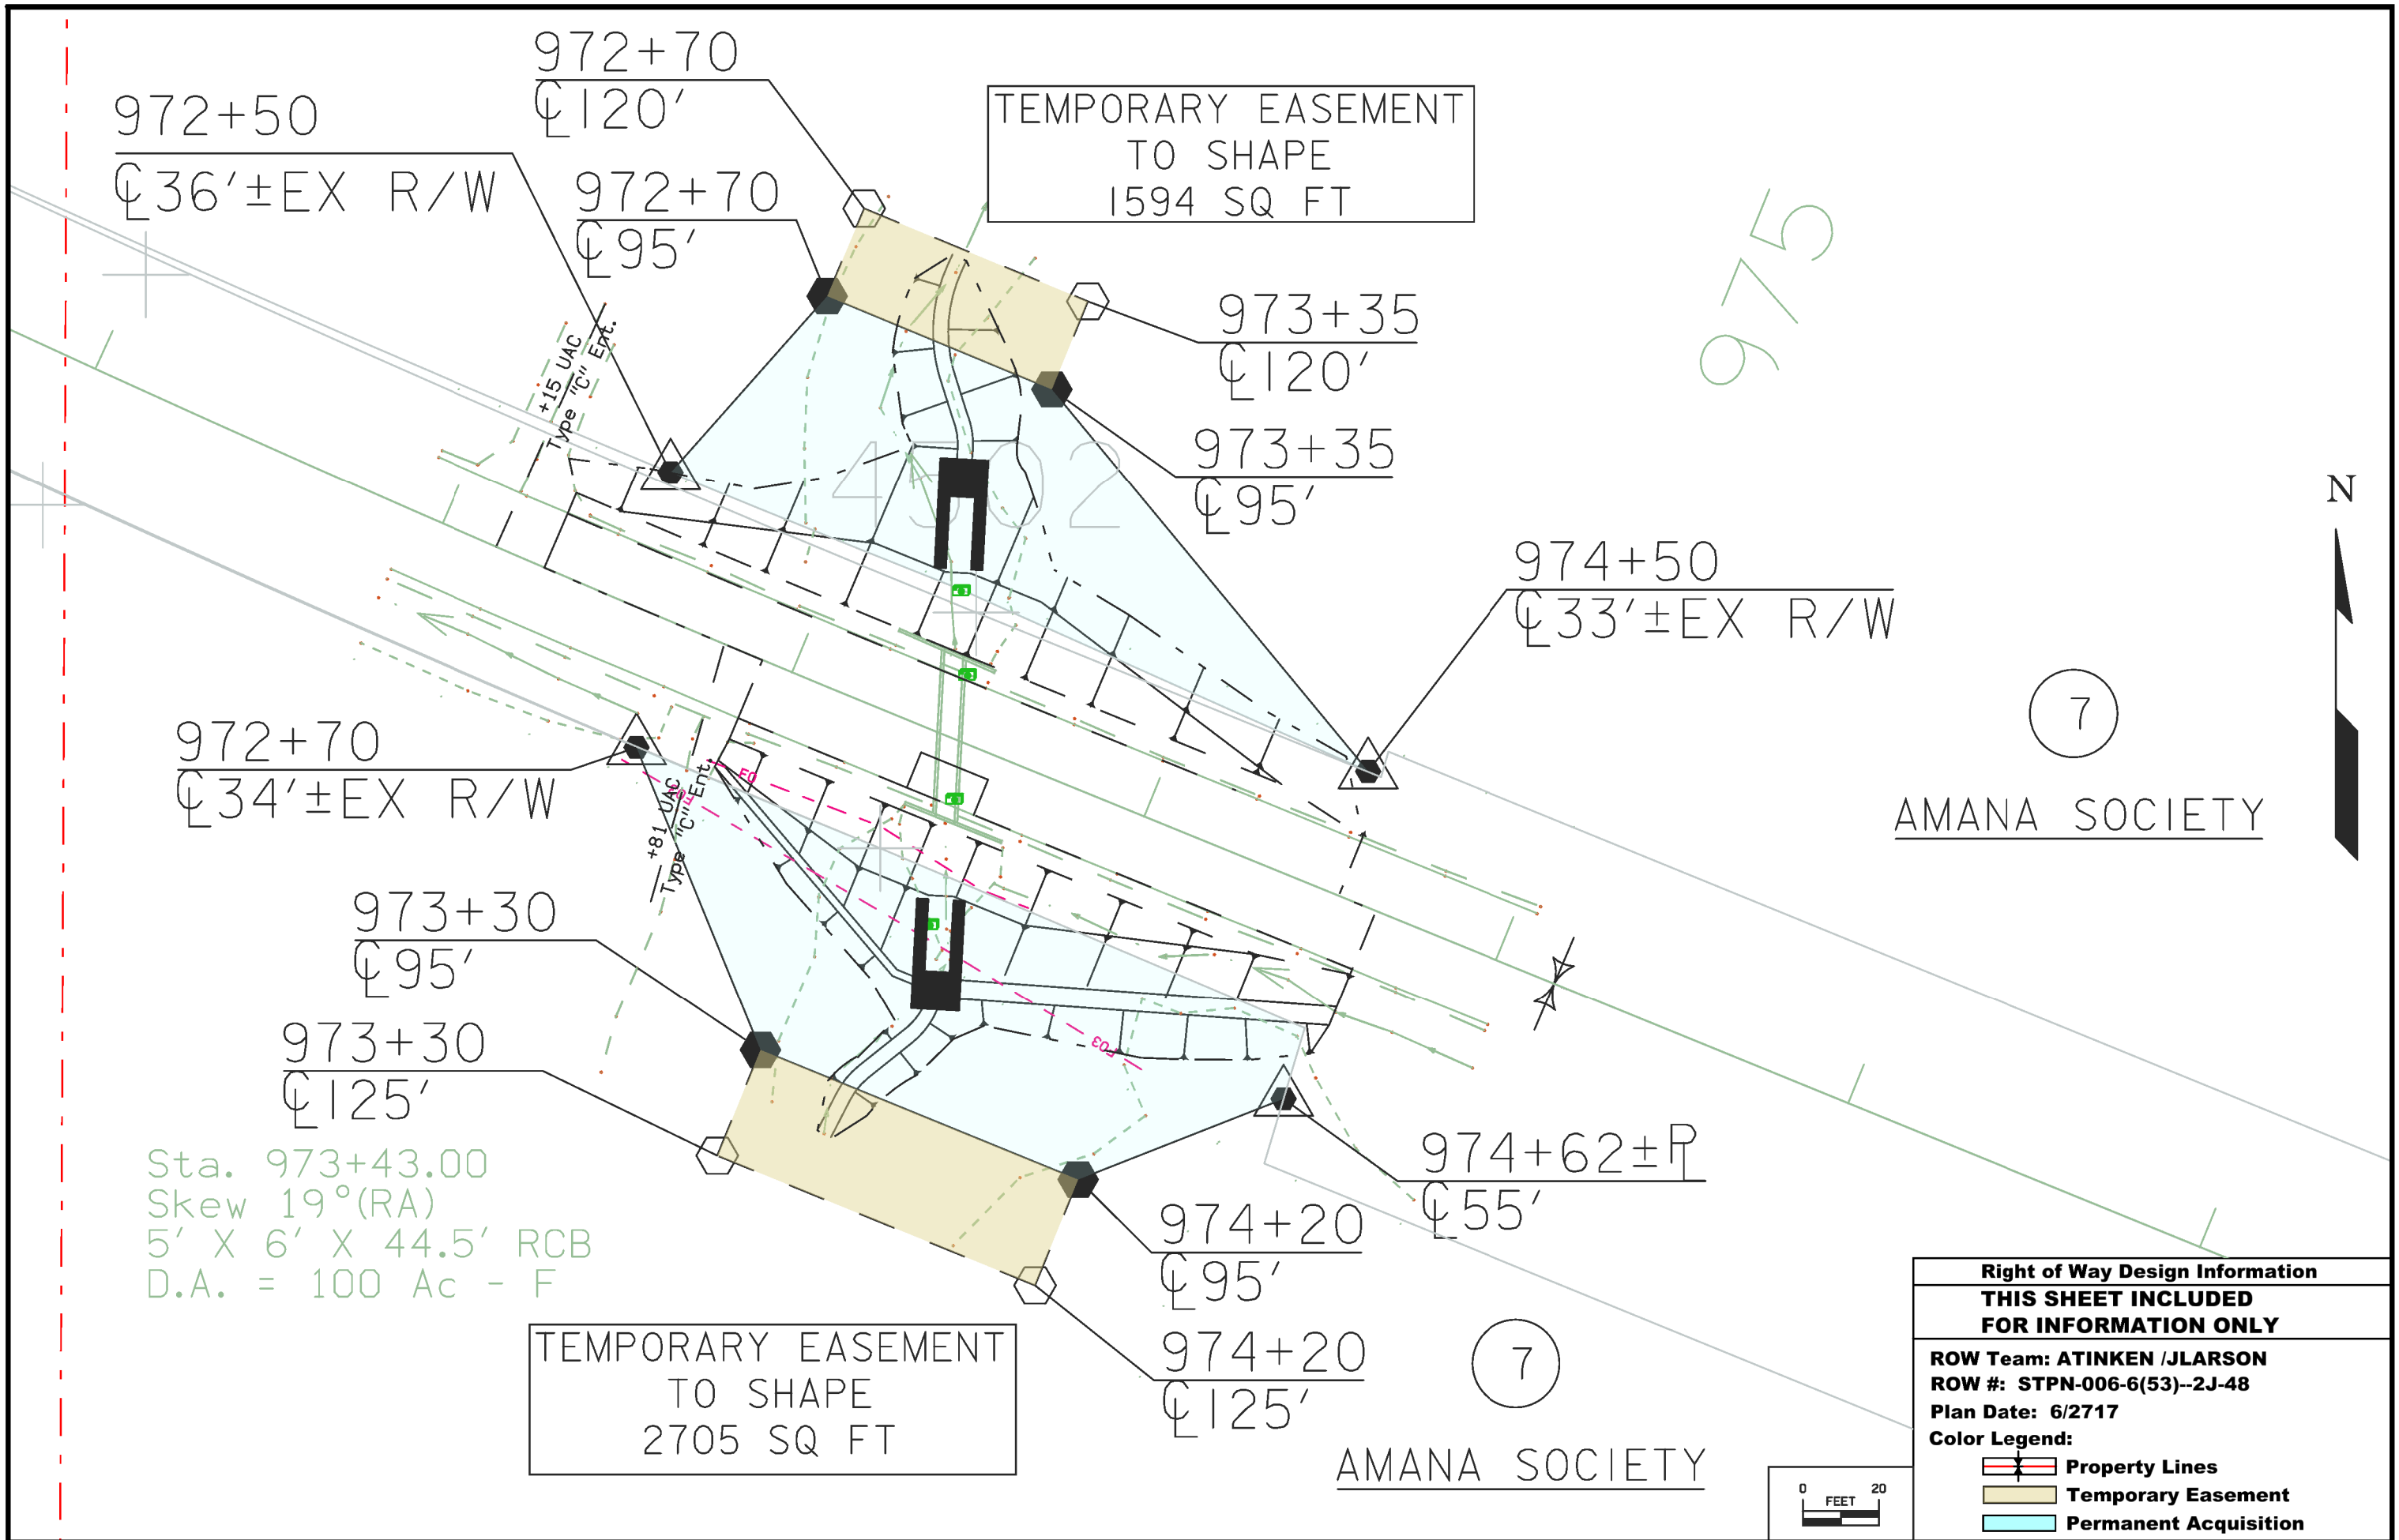 972+70
℄120'
972+50
℄36'±EX R/W
972+70
℄95'
TEMPORARY EASEMENT
TO SHAPE
1594 SQ FT
975
973+35
℄120'
+15 UAC
Type "C" Ent.
973+35
℄95'
4502
974+50
℄33'±EX R/W
N
7
AMANA SOCIETY
972+70
℄34'±EX R/W
+81 UAC
Type "C" Ent.
FO
FO3
973+30
℄95'
FO3
973+30
℄125'
Sta. 973+43.00
Skew 19°(RA)
5' X 6' X 44.5' RCB
D.A. = 100 Ac - F
974+62±PL
℄55'
974+20
℄95'
974+20
℄125'
TEMPORARY EASEMENT
TO SHAPE
2705 SQ FT
7
AMANA SOCIETY
0 20
FEET
Right of Way Design Information
THIS SHEET INCLUDED
FOR INFORMATION ONLY
ROW Team: ATINKEN /JLARSON
ROW #: STPN-006-6(53)--2J-48
Plan Date: 6/2717
Color Legend:
Property Lines
Temporary Easement
Permanent Acquisition